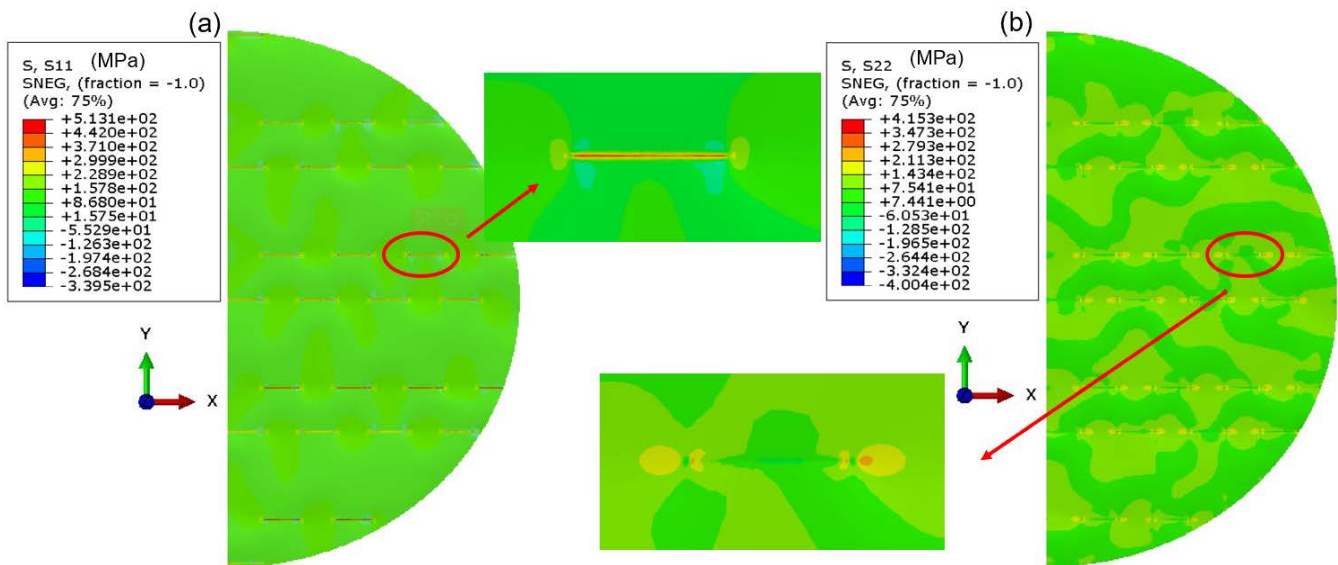 (a)
S, S11 (MPa)
SNEG, (fraction = -1.0)
(Avg: 75%)
+5.131e+02
+4.420e+02
+3.710e+02
+2.999e+02
+2.289e+02
+1.578e+02
+8.680e+01
+1.575e+01
-5.529e+01
-1.263e+02
-1.974e+02
-2.684e+02
-3.395e+02
Y
X
(b)
S, S22 (MPa)
SNEG, (fraction = -1.0)
(Avg: 75%)
+4.153e+02
+3.473e+02
+2.793e+02
+2.113e+02
+1.434e+02
+7.541e+01
+7.441e+00
-6.053e+01
-1.285e+02
-1.965e+02
-2.644e+02
-3.324e+02
-4.004e+02
Y
X